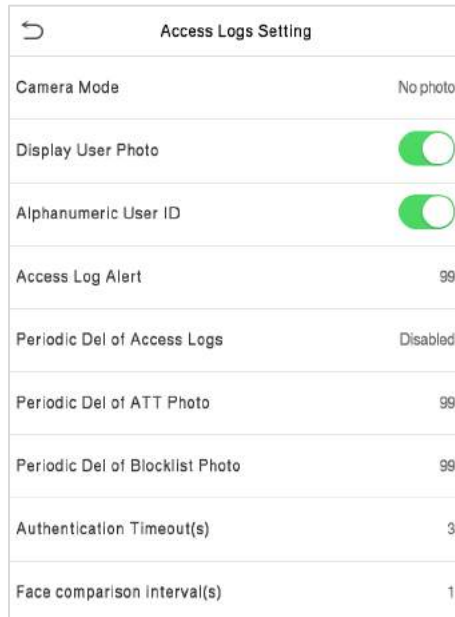 Access Logs Setting
Camera Mode No photo
Display User Photo
Alphanumeric User ID
Access Log Alert 99
Periodic Del of Access Logs Disabled
Periodic Del of ATT Photo 99
Periodic Del of Blocklist Photo 99
Authentication Timeout(s) 3
Face comparison interval(s) 1